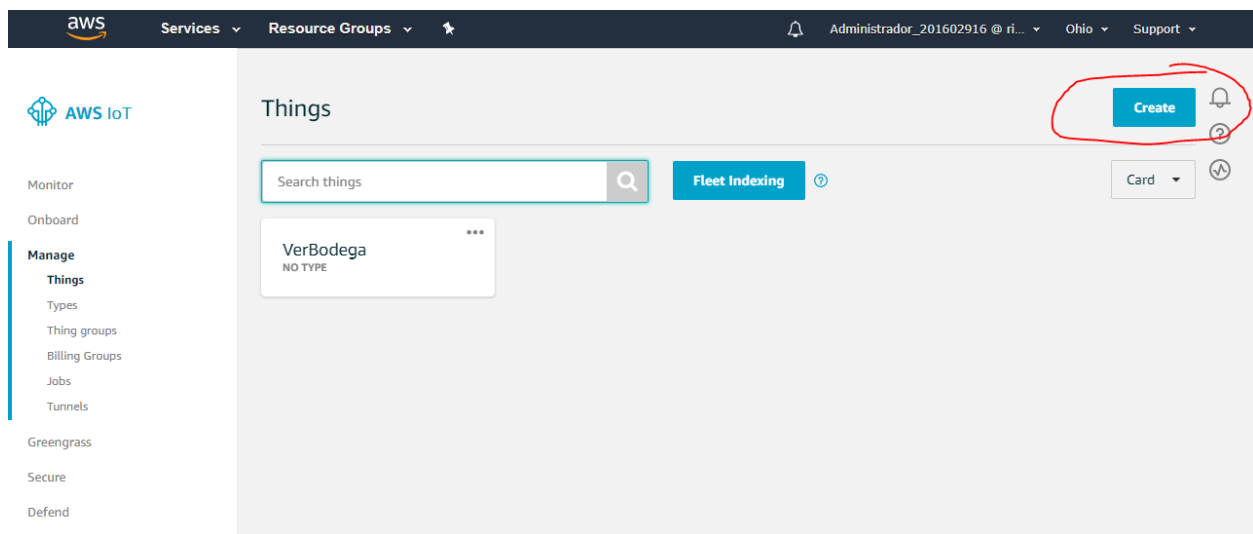 aws Services Resource Groups Administrador_201602916 @ ri... Ohio Support
AWS IoT
Things
Create
Search things
Fleet Indexing
Card
Monitor
Onboard
Manage
Things
Types
Thing groups
Billing Groups
Jobs
Tunnels
Greengrass
Secure
Defend
VerBodega
NO TYPE